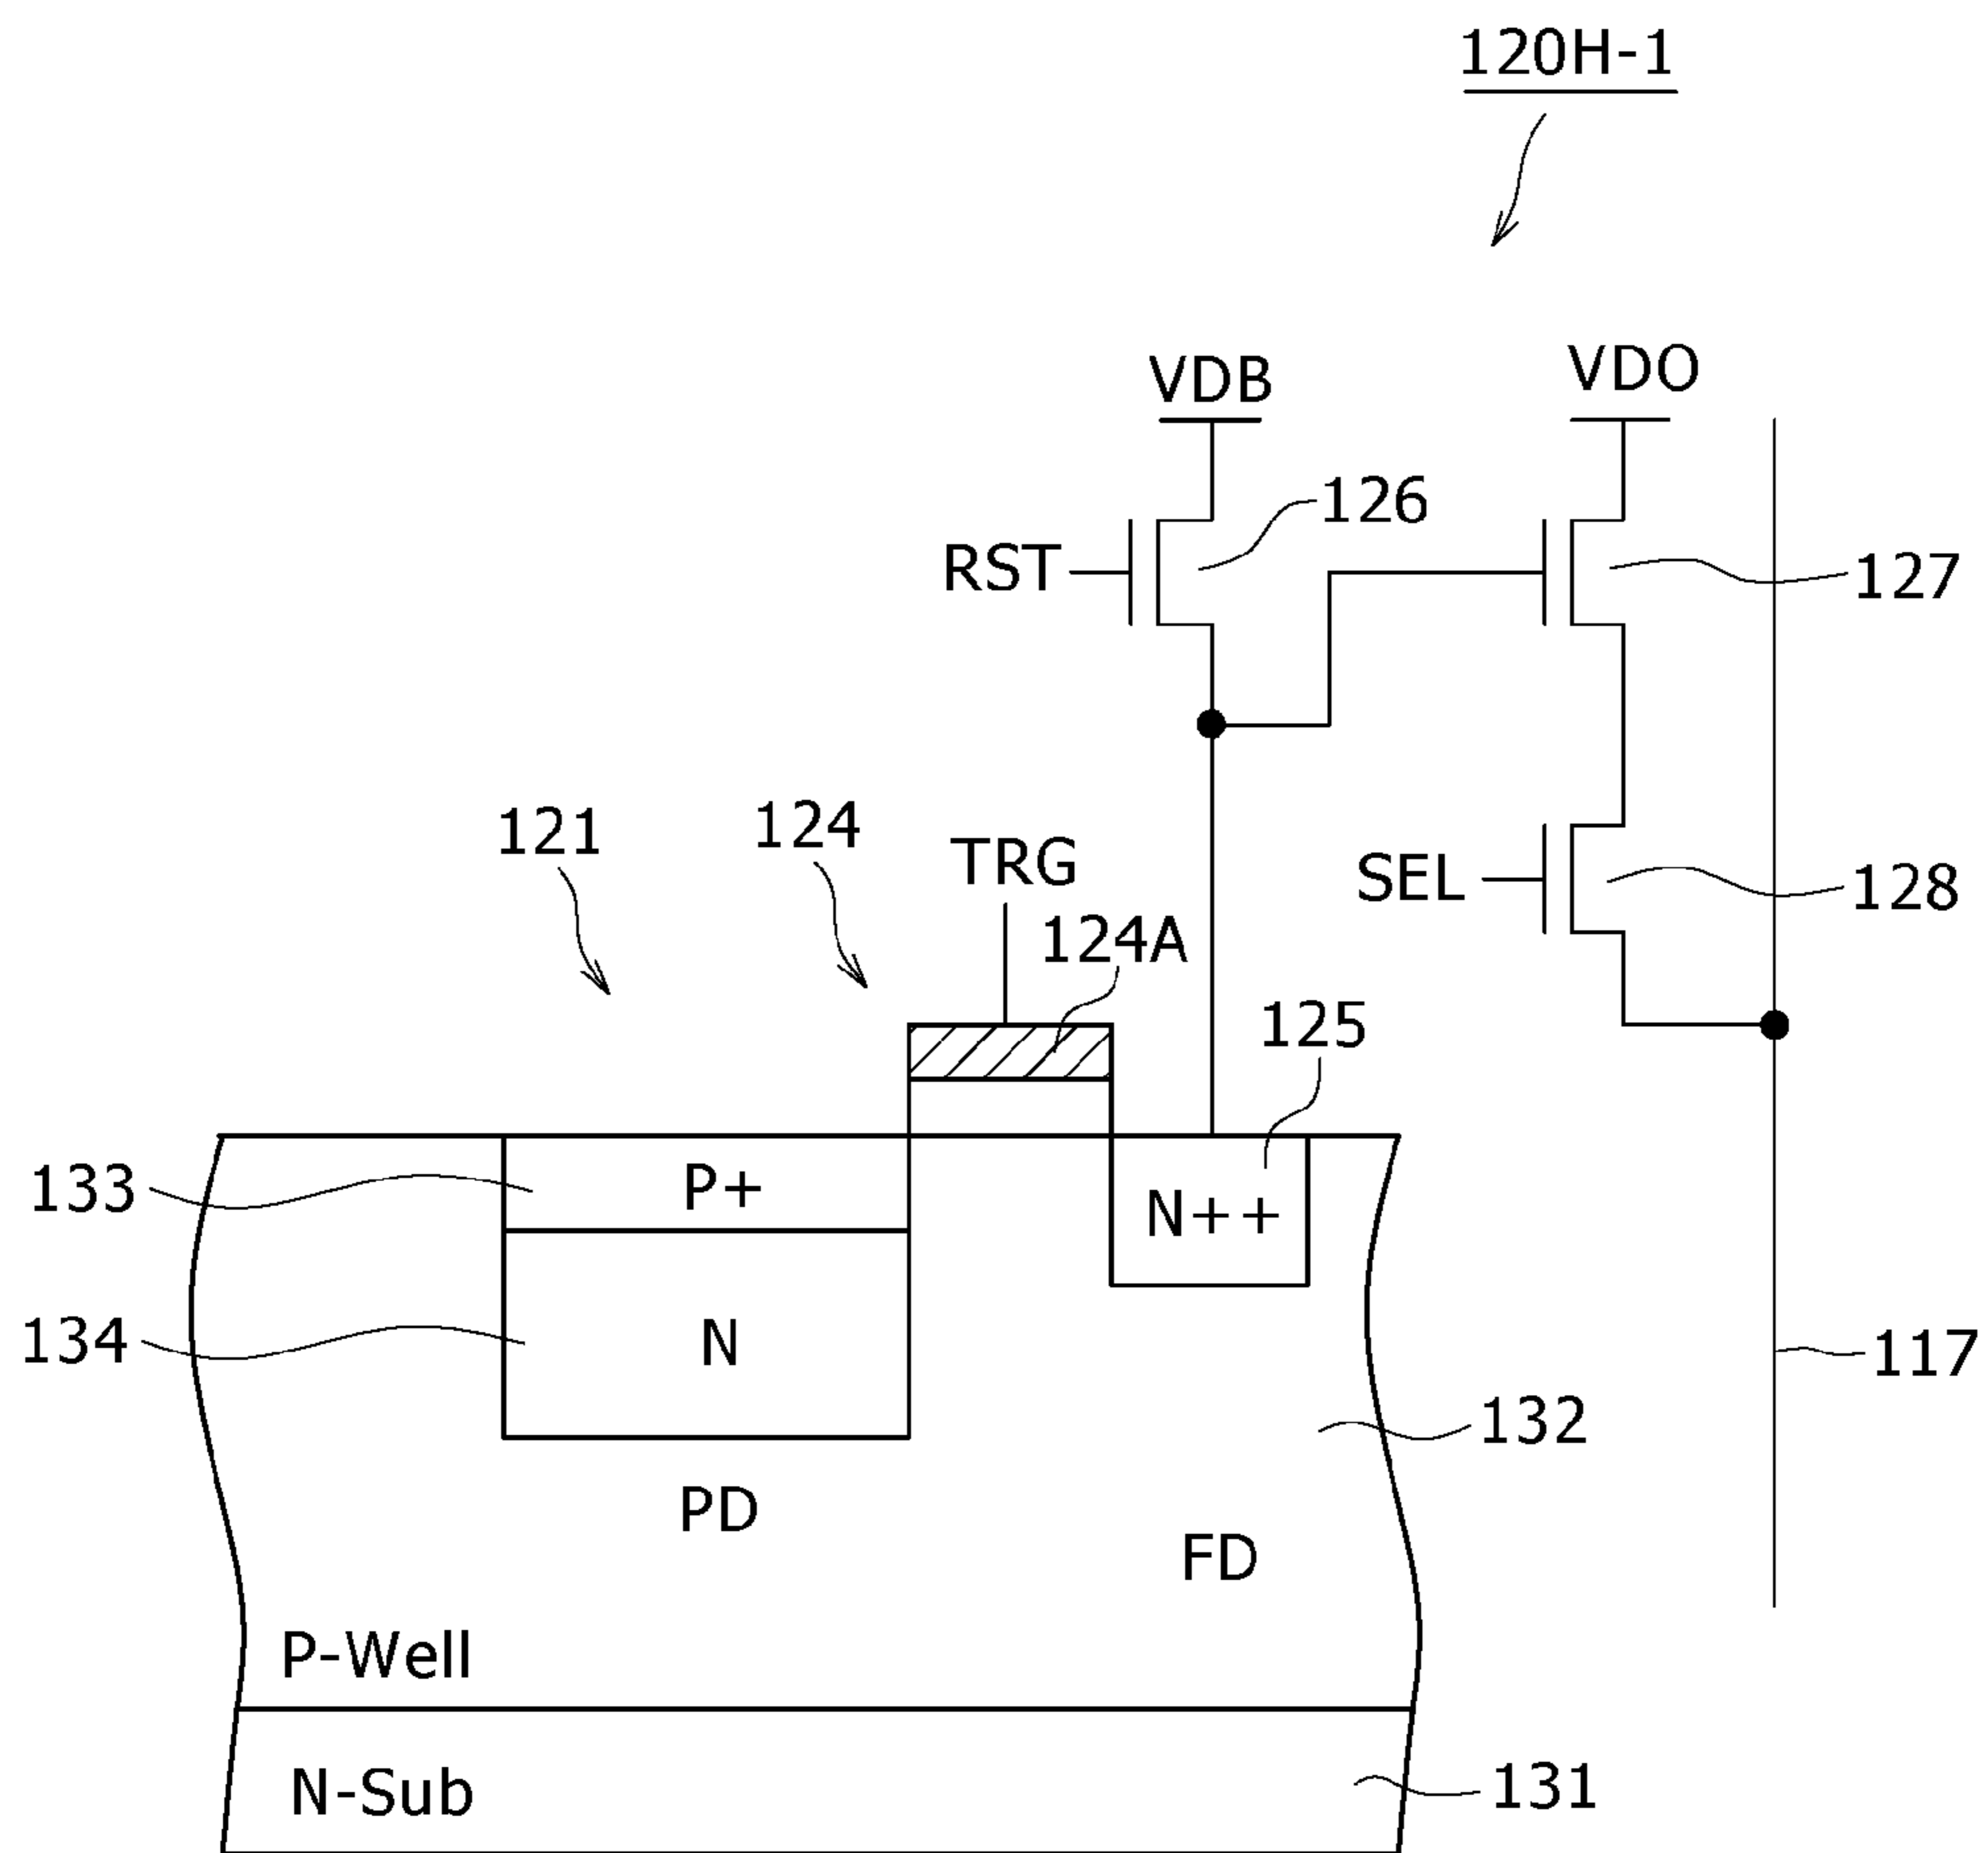 120H-1
VDB
VDO
126
RST
127
121
124
TRG
SEL
128
124A
125
133
P+
N++
134
N
117
132
PD
FD
P-Well
N-Sub
131